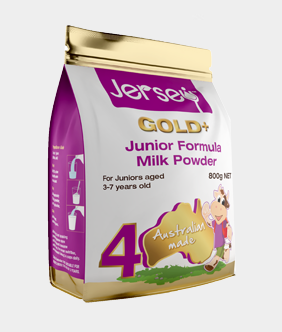 Jersey
GOLD+
Junior Formula
Milk Powder
800g NET
For Juniors aged
3-7 years old
4
Australian
made